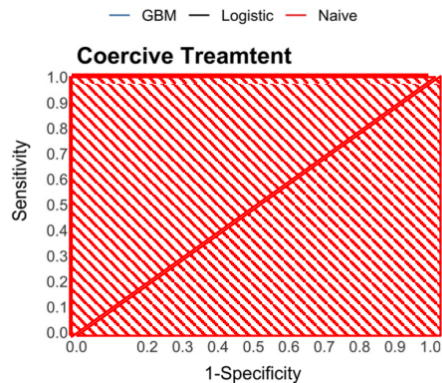 GBM Logistic Naive
Coercive Treamtent
1.0
0.9
0.8
0.7
0.6
0.5
0.4
0.3
0.2
0.1
0.0
Sensitivity
0.0 0.2 0.3 0.4 0.5 0.6 0.7 0.8 0.9 1.0
1-Specificity